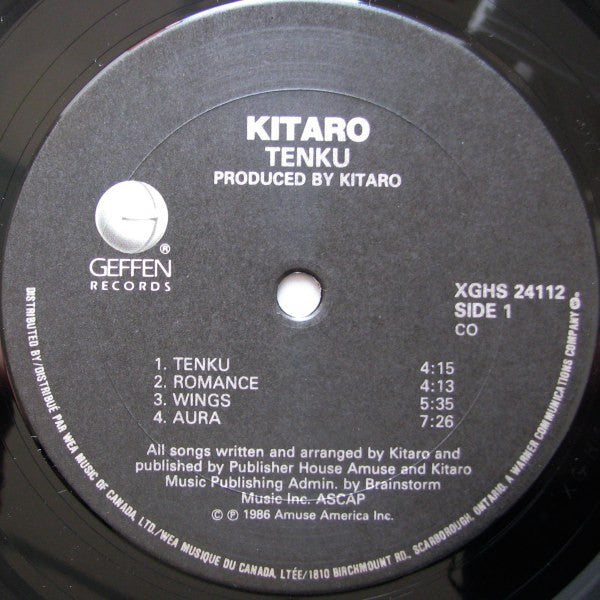 KITARO
TENKU
PRODUCED BY KITARO
G
®
GEFFEN
RECORDS
XGHS 24112
SIDE 1
CO
1. TENKU 4:15
2. ROMANCE 4:13
3. WINGS 5:35
4. AURA 7:26
All songs written and arranged by Kitaro and
published by Publisher House Amuse and Kitaro
Music Publishing Admin. by Brainstorm
Music Inc. ASCAP
© ℗ 1986 Amuse America Inc.
DISTRIBUTED BY/DISTRIBUÉ PAR WEA MUSIC OF CANADA, LTD./WEA MUSIQUE DU CANADA, LTÉE/1810 BIRCHMOUNT RD., SCARBOROUGH, ONTARIO. A WARNER COMMUNICATIONS COMPANY